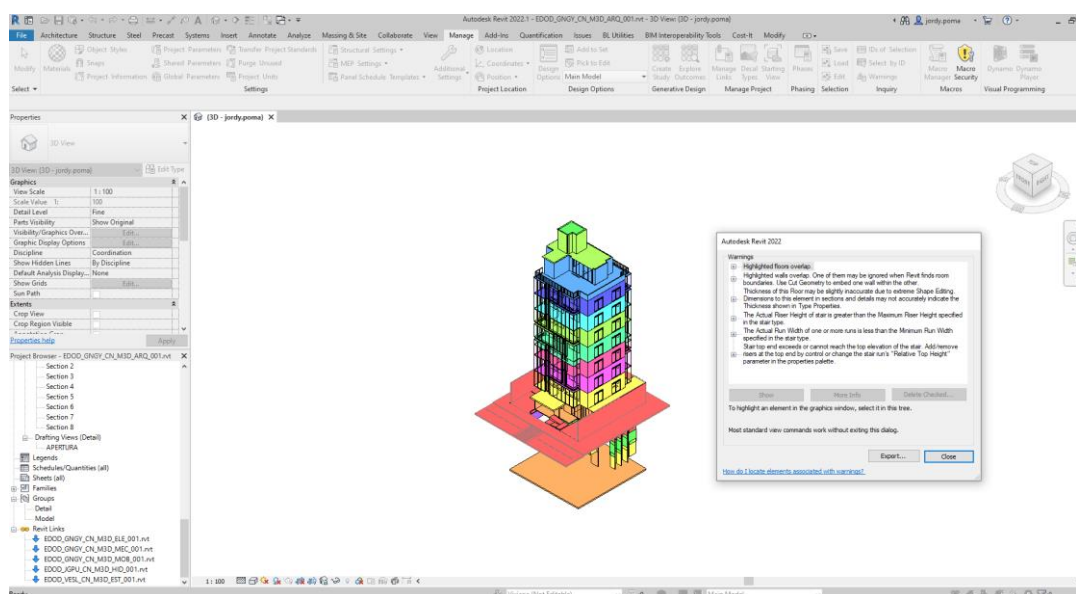 Autodesk Revit 2022.1 - EDOD_GNGY_CN_M3D_ARQ_001.rvt - 3D View: {3D - jordy.poma}
jordy.poma
File Architecture Structure Steel Precast Systems Insert Annotate Analyze Massing & Site Collaborate View Manage Add-Ins Quantification Issues BL Utilities BIM Interoperability Tools Cost-It Modify
Object Styles Project Parameters Transfer Project Standards Structural Settings Location Add to Set Save IDs of Selection
Snaps Shared Parameters Purge Unused MEP Settings Coordinates Pick to Edit Load Select by ID
Project Information Global Parameters Project Units Panel Schedule Templates Position Main Model Edit Warnings
Modify Materials Additional Settings Design Options Create Study Explore Outcomes Manage Links Decal Types Starting View Phases Macro Manager Macro Security Dynamo Dynamo Player
Select Settings Project Location Design Options Generative Design Manage Project Phasing Selection Inquiry Macros Visual Programming
Properties X
{3D - jordy.poma} X
3D View
3D View: {3D - jordy.poma} Edit Type
Graphics
View Scale 1 : 100
Scale Value 1: 100
Detail Level Fine
Parts Visibility Show Original
Visibility/Graphics Over... Edit...
Graphic Display Options Edit...
Discipline Coordination
Show Hidden Lines By Discipline
Default Analysis Display... None
Show Grids Edit...
Sun Path
Extents
Crop View
Crop Region Visible
Properties help Apply
Project Browser - EDOD_GNGY_CN_M3D_ARQ_001.rvt X
Section 2
Section 3
Section 4
Section 5
Section 6
Section 7
Section 8
Drafting Views (Detail)
APERTURA
Legends
Schedules/Quantities (all)
Sheets (all)
Families
Groups
Detail
Model
Revit Links
EDOD_GNGY_CN_M3D_ELE_001.rvt
EDOD_GNGY_CN_M3D_MEC_001.rvt
EDOD_GNGY_CN_M3D_MOB_001.rvt
EDOD_JGPU_CN_M3D_HID_001.rvt
EDOD_VESL_CN_M3D_EST_001.rvt
TOP
FRONT
RIGHT
Autodesk Revit 2022
Warnings
Highlighted floors overlap.
Highlighted walls overlap. One of them may be ignored when Revit finds room
boundaries. Use Cut Geometry to embed one wall within the other.
Thickness of this Floor may be slightly inaccurate due to extreme Shape Editing.
Dimensions to this element in sections and details may not accurately indicate the
Thickness shown in Type Properties.
The Actual Riser Height of stair is greater than the Maximum Riser Height specified
in the stair type.
The Actual Run Width of one or more runs is less than the Minimum Run Width
specified in the stair type.
Stair top end exceeds or cannot reach the top elevation of the stair. Add/remove
risers at the top end by control or change the stair run's "Relative Top Height"
parameter in the properties palette.
Show More Info Delete Checked...
To highlight an element in the graphics window, select it in this tree.
Most standard view commands work without exiting this dialog.
Export... Close
How do I locate elements associated with warnings?
1 : 100
Main Model